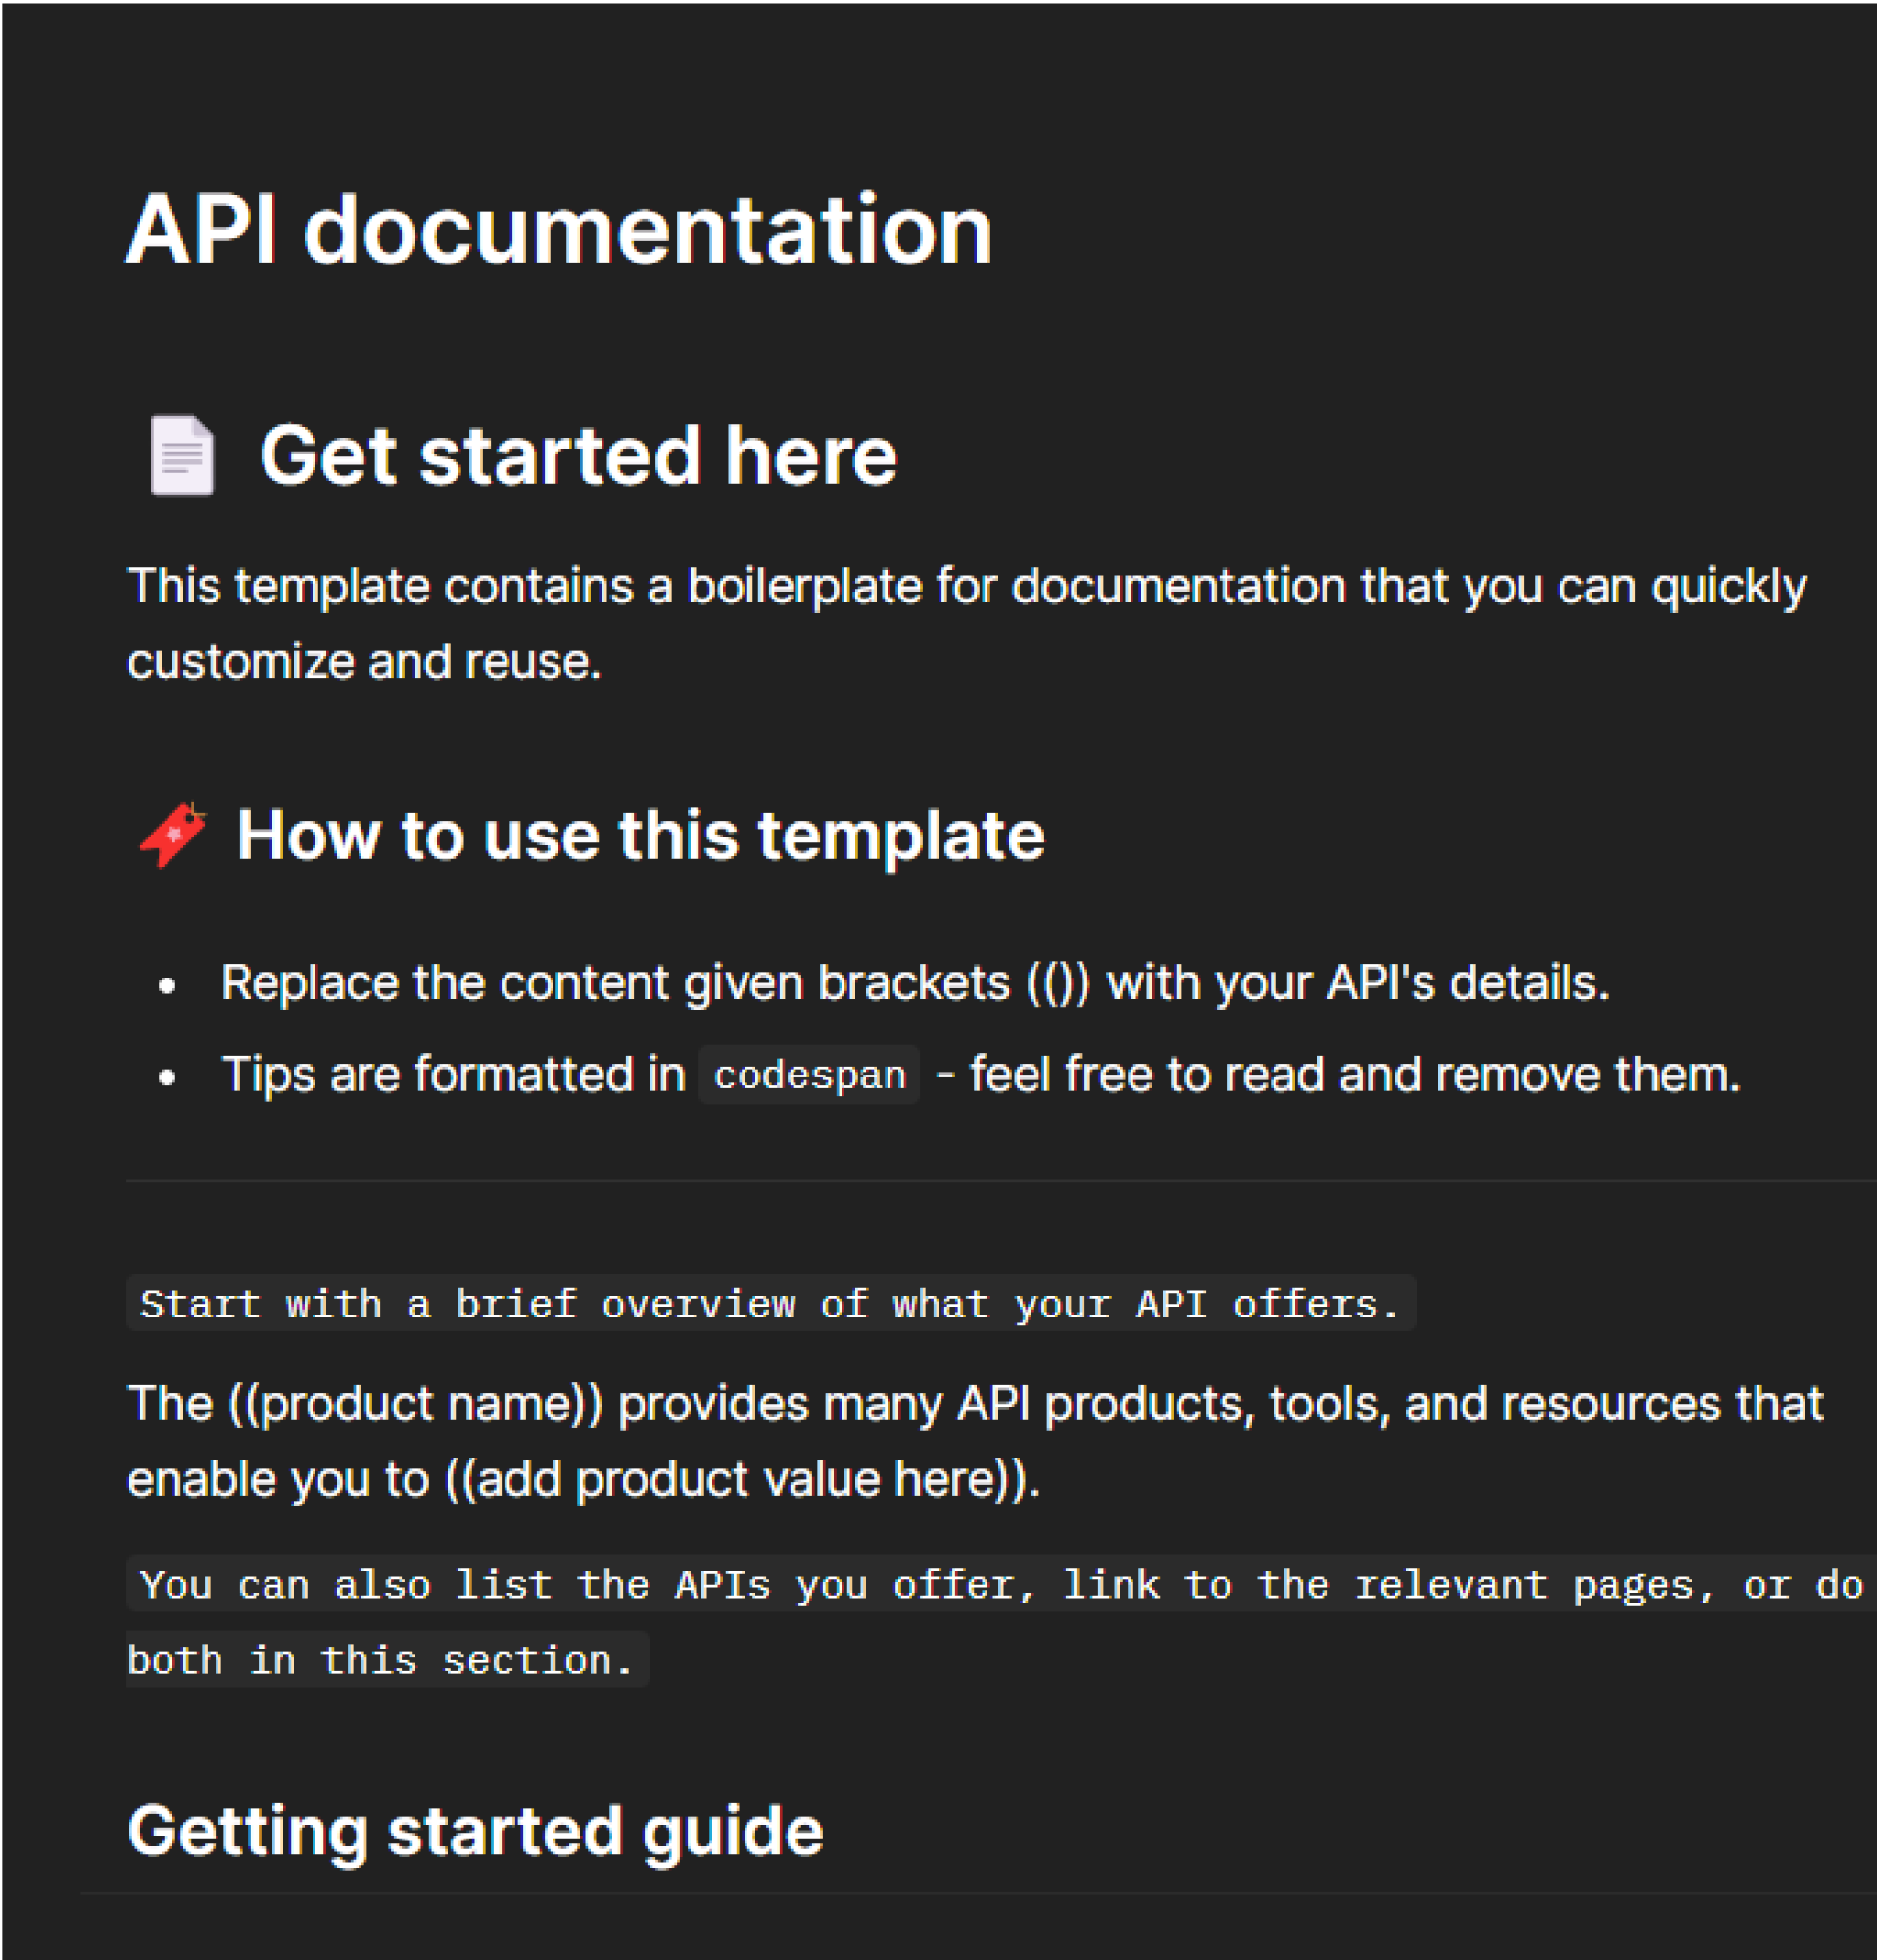 API documentation
Get started here
This template contains a boilerplate for documentation that you can quickly
customize and reuse.
How to use this template
Replace the content given brackets (()) with your API's details.
Tips are formatted in codespan - feel free to read and remove them.
Start with a brief overview of what your API offers.
The ((product name)) provides many API products, tools, and resources that
enable you to ((add product value here)).
You can also list the APIs you offer, link to the relevant pages, or do
both in this section.
Getting started guide